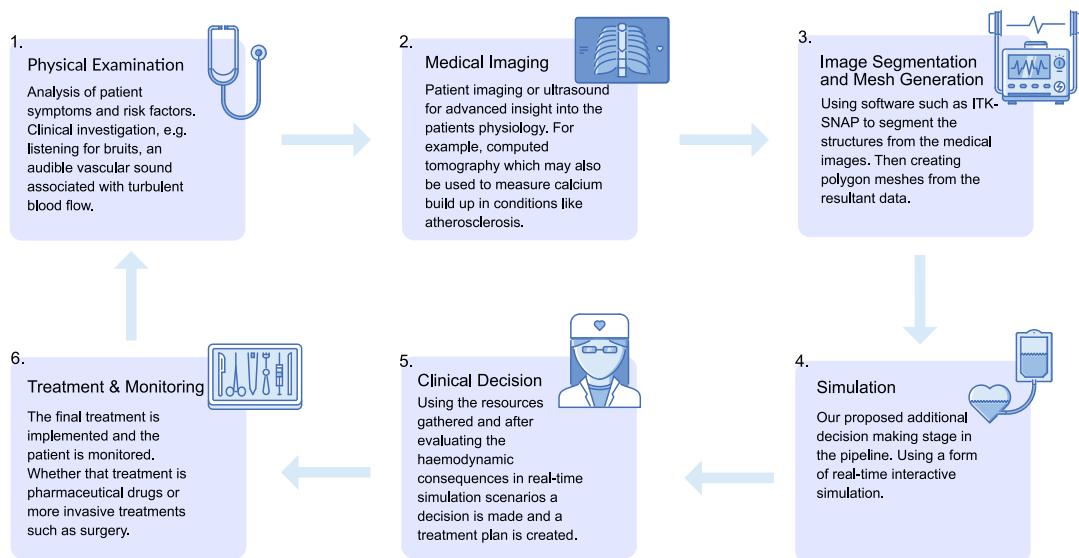 1.
Physical Examination
Analysis of patient
symptoms and risk factors.
Clinical investigation, e.g.
listening for bruits, an
audible vascular sound
associated with turbulent
blood flow.
2.
Medical Imaging
Patient imaging or ultrasound
for advanced insight into the
patients physiology. For
example, computed
tomography which may also
be used to measure calcium
build up in conditions like
atherosclerosis.
3.
Image Segmentation
and Mesh Generation
Using software such as ITK-
SNAP to segment the
structures from the medical
images. Then creating
polygon meshes from the
resultant data.
4.
Simulation
Our proposed additional
decision making stage in
the pipeline. Using a form
of real-time interactive
simulation.
5.
Clinical Decision
Using the resources
gathered and after
evaluating the
haemodynamic
consequences in real-time
simulation scenarios a
decision is made and a
treatment plan is created.
6.
Treatment & Monitoring
The final treatment is
implemented and the
patient is monitored.
Whether that treatment is
pharmaceutical drugs or
more invasive treatments
such as surgery.